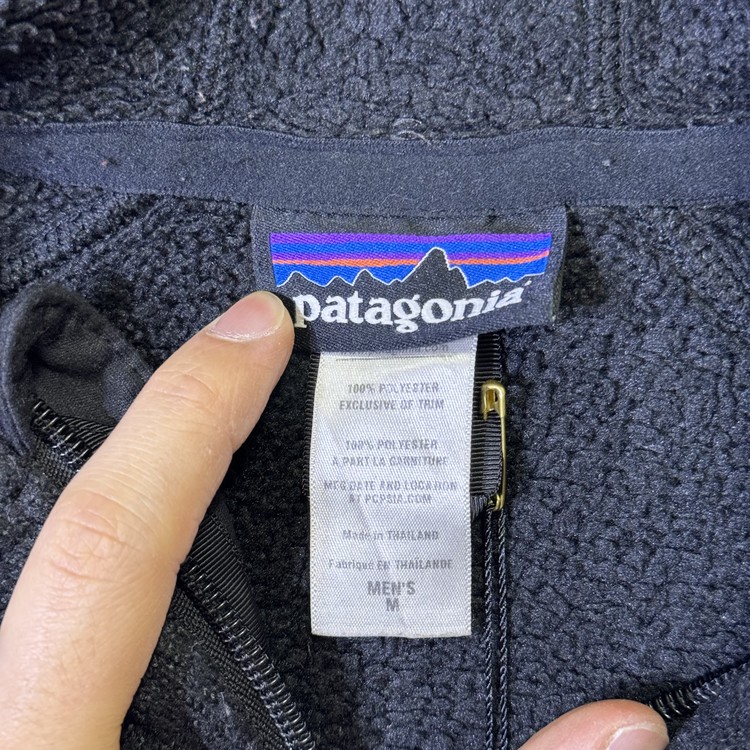 patagonia
100% POLYESTER
EXCLUSIVE OF TRIM
100% POLYESTER
A PART LA GARNITURE
MFG DATE AND LOCATION
AT PCPSIA.COM
Made in THAILAND
Fabriqué EN THAÏLANDE
MEN'S
M